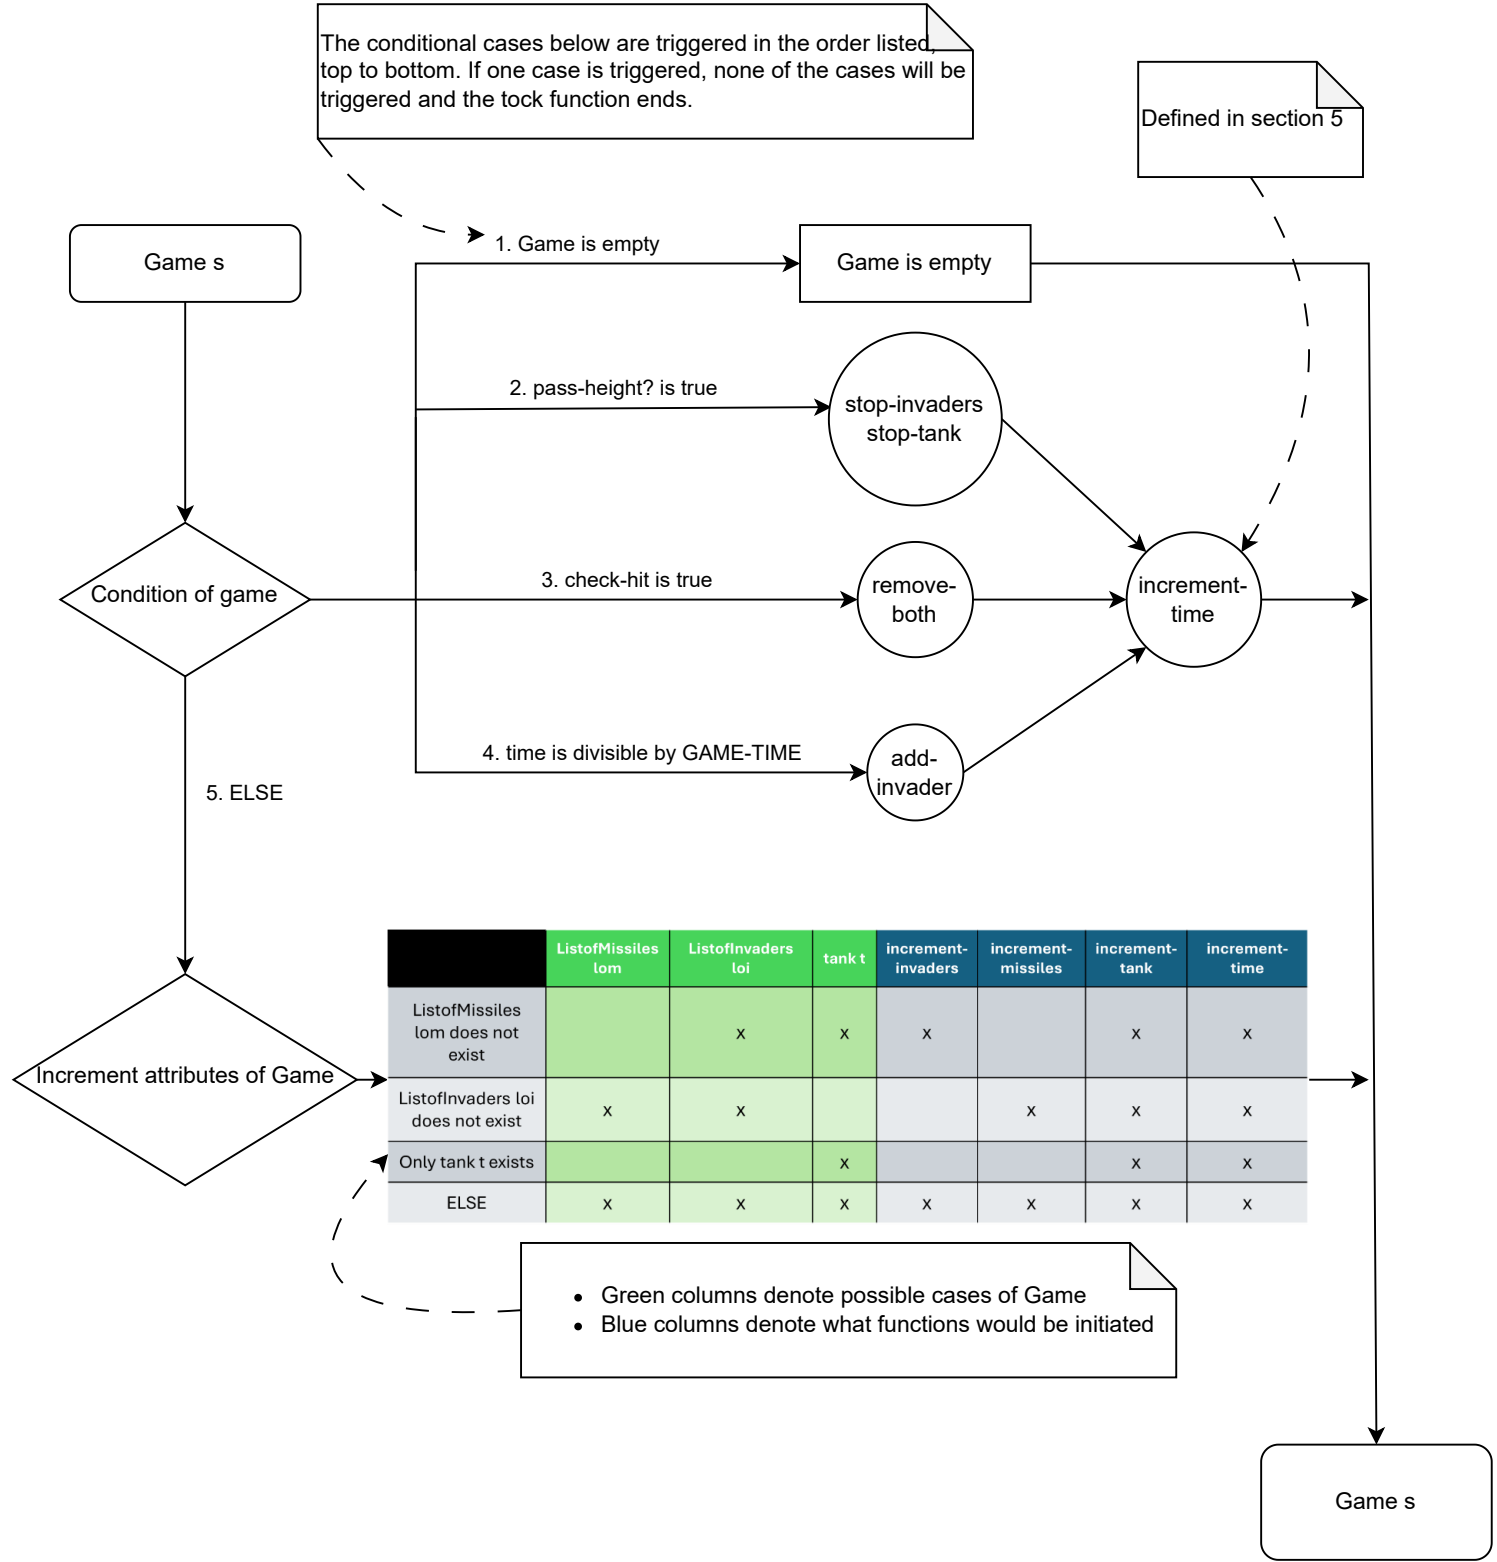 The conditional cases below are triggered in the order listed,
top to bottom. If one case is triggered, none of the cases will be
triggered and the tock function ends.
Defined in section 5
Game s
1. Game is empty
Game is empty
2. pass-height? is true
stop-invaders
stop-tank
Condition of game
3. check-hit is true
remove-
both
increment-
time
4. time is divisible by GAME-TIME
add-
invader
5. ELSE
Increment attributes of Game
ListofMissiles lom ListofInvaders loi tank t increment-invaders increment-missiles increment-tank increment-time
ListofMissiles
lom does not
exist
x x x x x
ListofInvaders loi
does not exist
x x x x x
Only tank t exists x x x
ELSE x x x x x x x
• Green columns denote possible cases of Game
• Blue columns denote what functions would be initiated
Game s